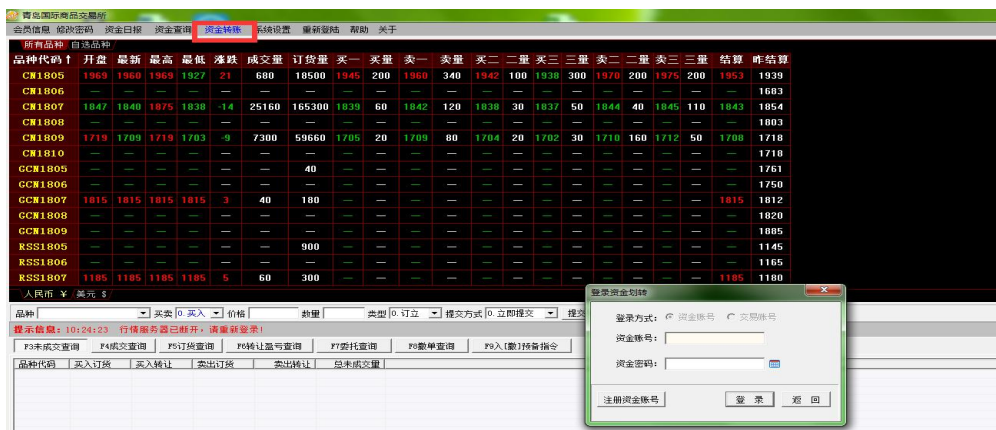 青岛国际商品交易所
会员信息 修改密码 资金日报 资金查询 资金转账 系统设置 重新登陆 帮助 关于
所有品种 自选品种
品种代码↑ 开盘 最新 最高 最低 涨跌 成交量 订货量 买一 买量 卖一 卖量 买二 二量 买三 三量 卖二 二量 卖三 三量 结算 昨结算
CN1805 1969 1960 1969 1927 21 680 18500 1945 200 1960 340 1942 100 1938 300 1970 200 1975 200 1953 1939
CN1806 — — — — — — — — — — — — — — — — — — — — 1683
CN1807 1847 1840 1875 1838 -14 25160 165300 1839 60 1842 120 1838 30 1837 50 1844 40 1845 110 1843 1854
CN1808 — — — — — — — — — — — — — — — — — — — — 1803
CN1809 1719 1709 1719 1703 -9 7300 59660 1705 20 1709 80 1704 20 1702 30 1710 160 1712 50 1708 1718
CN1810 — — — — — — — — — — — — — — — — — — — — 1718
GCN1805 — — — — — — 40 — — — — — — — — — — — — — 1761
GCN1806 — — — — — — — — — — — — — — — — — — — — 1750
GCN1807 1815 1815 1815 1815 3 40 180 — — — — — — — — — — — — 1815 1812
GCN1808 — — — — — — — — — — — — — — — — — — — — 1820
GCN1809 — — — — — — — — — — — — — — — — — — — — 1885
RSS1805 — — — — — — 900 — — — — — — — — — — — — — 1145
RSS1806 — — — — — — — — — — — — — — — — — — — — 1165
RSS1807 1185 1185 1185 1185 5 60 300 — — — — — — — — — — — — 1185 1180
人民币 ¥ 美元 $
品种 买卖 0.买入 价格 数量 类型 0.订立 提交方式 0.立即提交 提交
提示信息: 10:24:23 行情服务器已断开,请重新登录!
F3未成交查询 F4成交查询 F5订货查询 F6转让盈亏查询 F7委托查询 F8撤单查询 F9入[撤]预备指令
品种代码 买入订货 买入转让 卖出订货 卖出转让 总未成交量
登录资金划转
登录方式: 资金账号 交易账号
资金账号:
资金密码:
注册资金账号 登 录 返 回